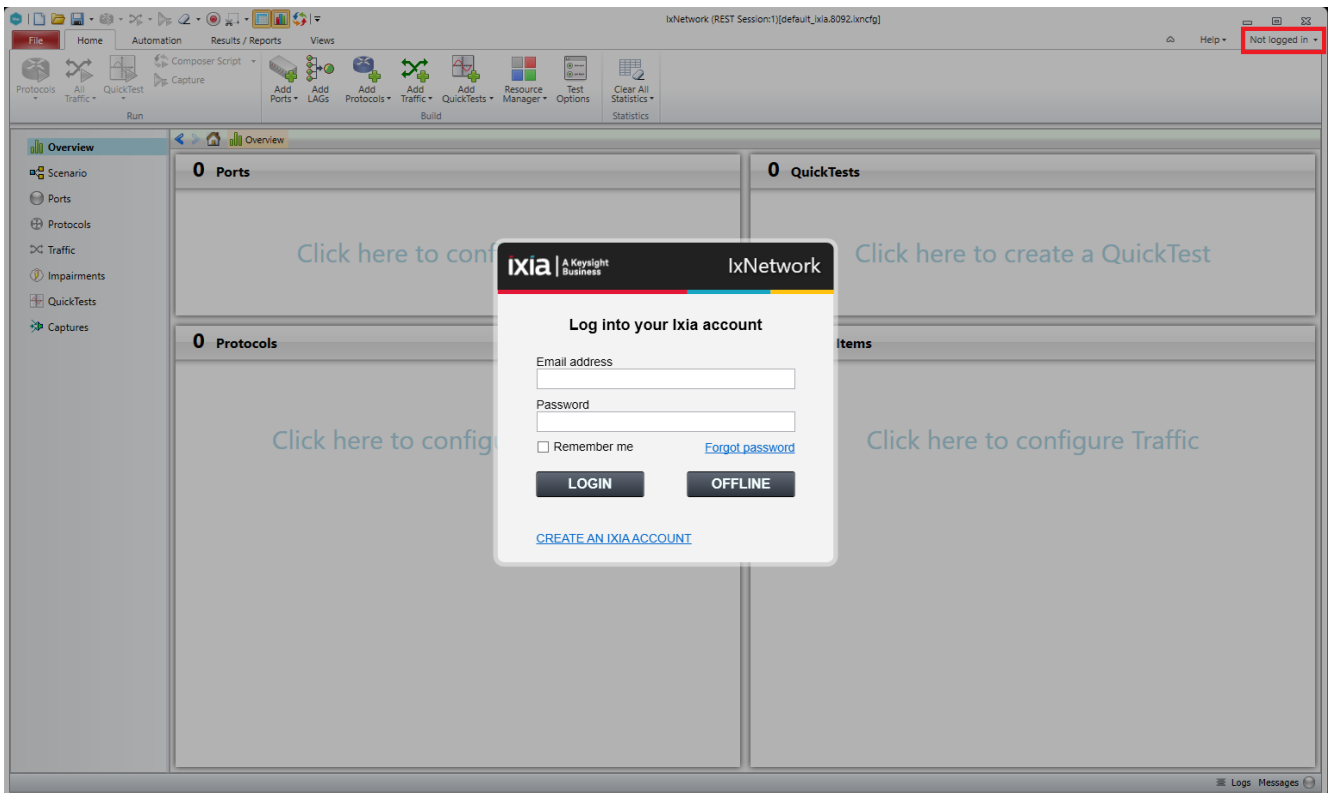 IxNetwork (REST Session:1)[default_ixia.8092.ixncfg]
File Home Automation Results / Reports Views Help Not logged in
Protocols All Traffic QuickTest Composer Script Capture
Add Ports Add LAGs Add Protocols Add Traffic Add QuickTests Resource Manager Test Options Clear All Statistics
Run Build Statistics
Overview
Scenario
Ports
Protocols
Traffic
Impairments
QuickTests
Captures
Overview
0 Ports
Click here to conf
0 QuickTests
Click here to create a QuickTest
0 Protocols
Click here to config
Items
Click here to configure Traffic
ixia A Keysight Business IxNetwork
Log into your Ixia account
Email address
Password
Remember me Forgot password
LOGIN OFFLINE
CREATE AN IXIA ACCOUNT
Logs Messages